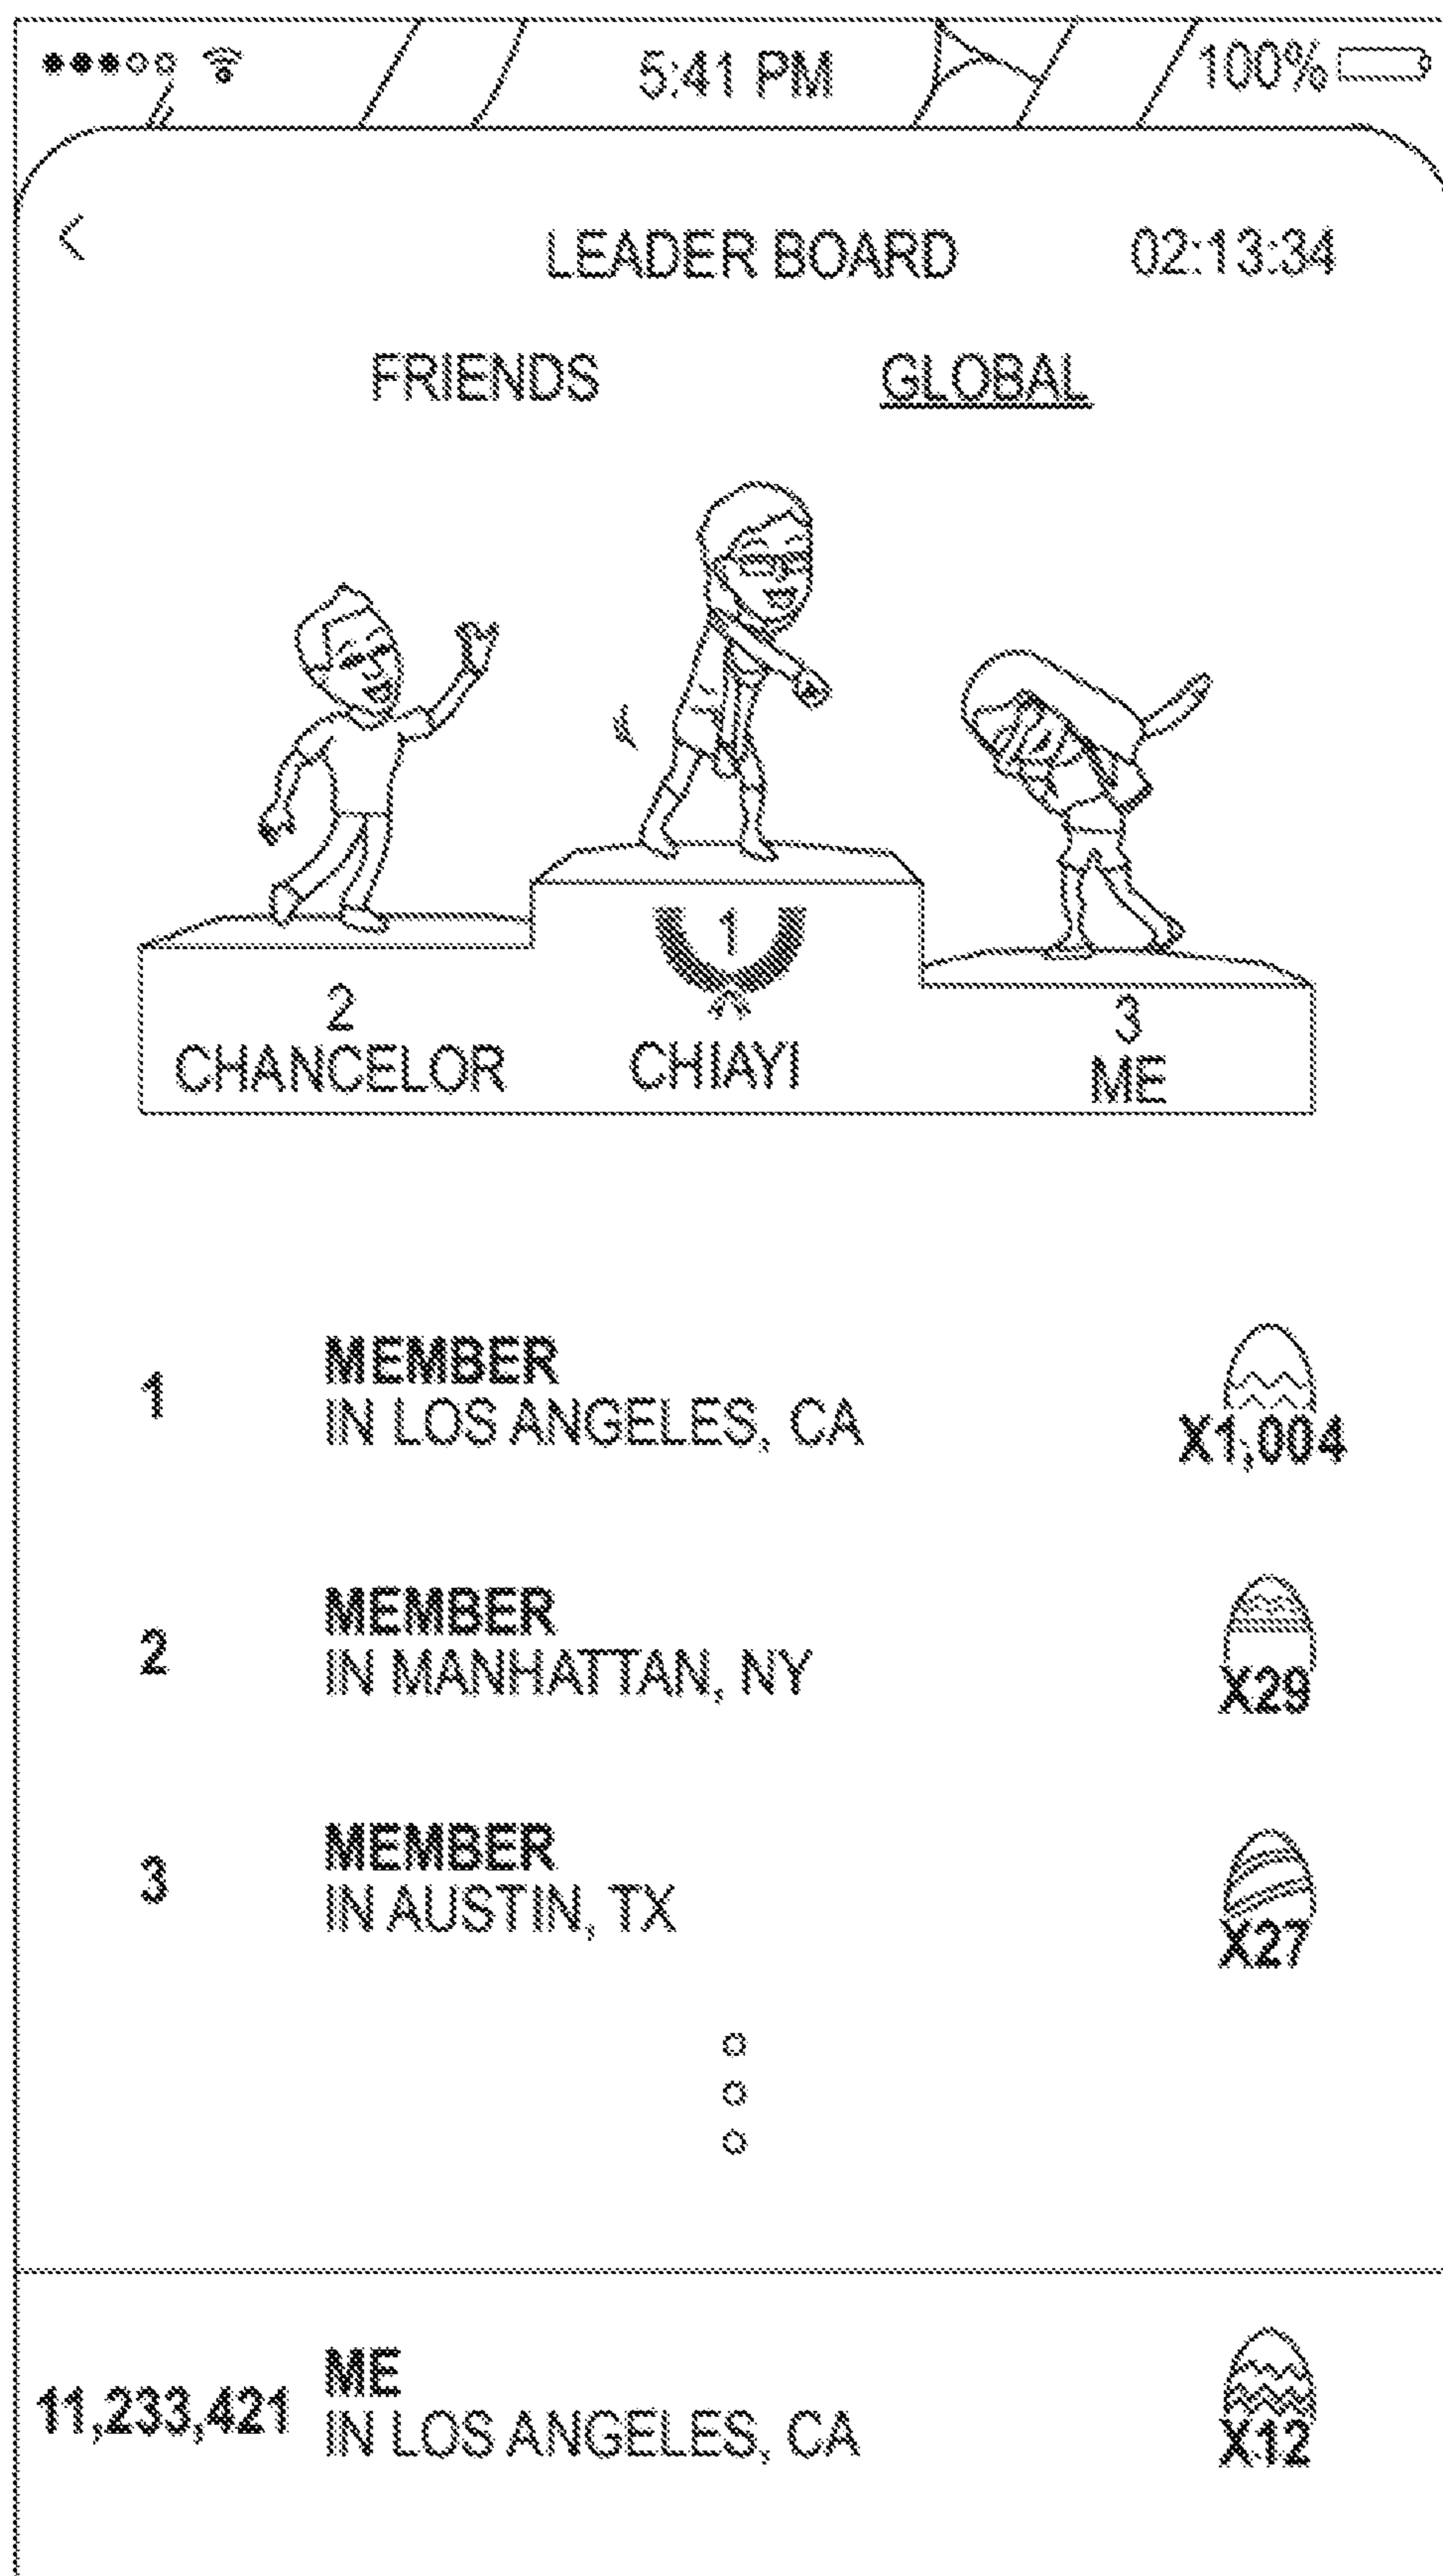 5:41 PM 100%
< LEADER BOARD 02:13:34
FRIENDS GLOBAL
1
2
3
CHANCELOR CHIAYI ME
1 MEMBER
IN LOS ANGELES, CA
X1,004
2 MEMBER
IN MANHATTAN, NY
X29
3 MEMBER
IN AUSTIN, TX
X27
11,233,421 ME
IN LOS ANGELES, CA
X12